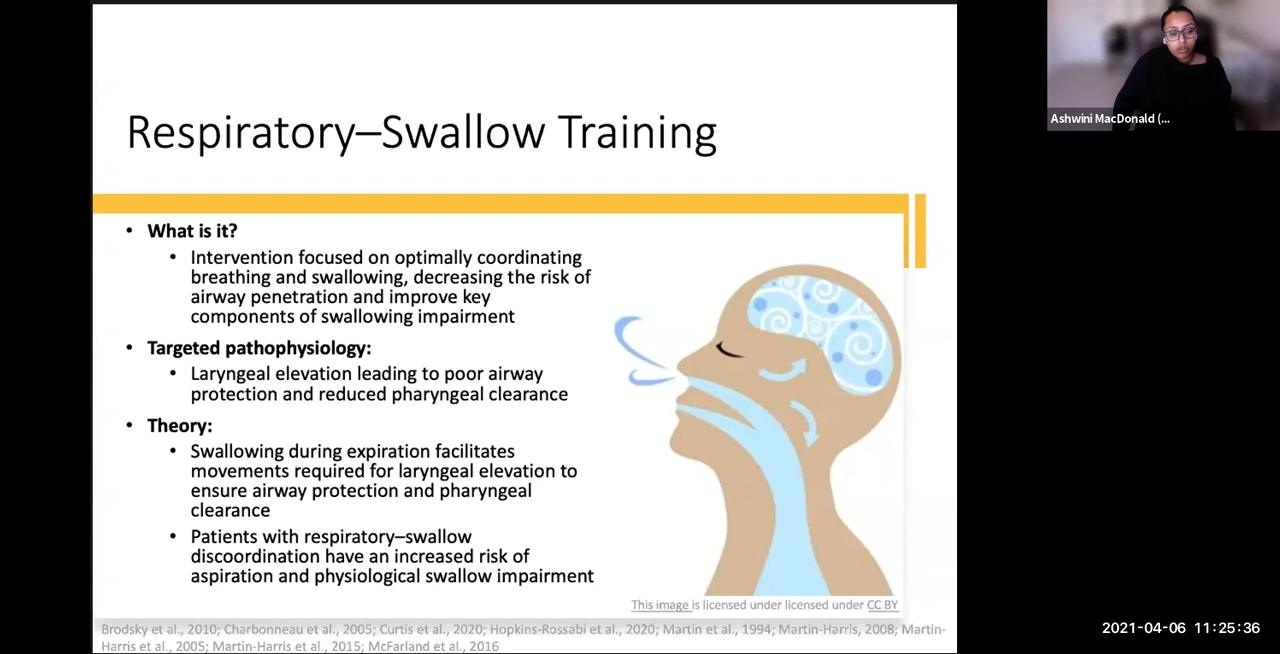 Respiratory–Swallow Training
• What is it?
• Intervention focused on optimally coordinating
breathing and swallowing, decreasing the risk of
airway penetration and improve key
components of swallowing impairment
• Targeted pathophysiology:
• Laryngeal elevation leading to poor airway
protection and reduced pharyngeal clearance
• Theory:
• Swallowing during expiration facilitates
movements required for laryngeal elevation to
ensure airway protection and pharyngeal
clearance
• Patients with respiratory–swallow
discoordination have an increased risk of
aspiration and physiological swallow impairment
This image is licensed under licensed under CC BY
Brodsky et al., 2010; Charbonneau et al., 2005; Curtis et al., 2020; Hopkins-Rossabi et al., 2020; Martin et al., 1994; Martin-Harris, 2008; Martin-
Harris et al., 2005; Martin-Harris et al., 2015; McFarland et al., 2016
Ashwini MacDonald (...
2021-04-06 11:25:36